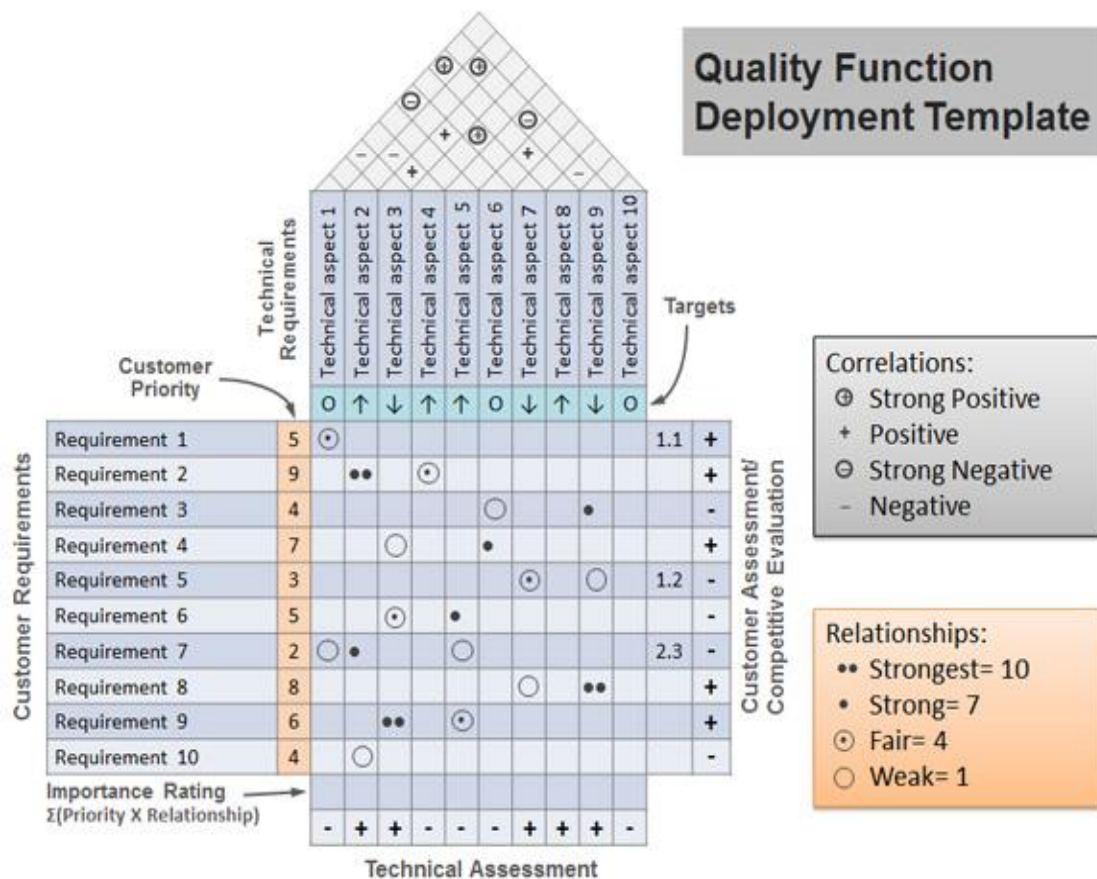 Quality Function
Deployment Template
Technical
Requirements
Technical aspect 1
Technical aspect 2
Technical aspect 3
Technical aspect 4
Technical aspect 5
Technical aspect 6
Technical aspect 7
Technical aspect 8
Technical aspect 9
Technical aspect 10
Targets
Customer
Priority
O ↑ ↓ ↑ ↑ O ↓ ↑ ↓ O
Customer Requirements
Requirement 1 5 1.1 +
Requirement 2 9 +
Requirement 3 4 -
Requirement 4 7 +
Requirement 5 3 1.2 -
Requirement 6 5 -
Requirement 7 2 2.3 -
Requirement 8 8 +
Requirement 9 6 +
Requirement 10 4 -
Customer Assessment/
Competitive Evaluation
Importance Rating
Σ(Priority X Relationship)
- + + - - - + + + -
Technical Assessment
Correlations:
⊕ Strong Positive
+ Positive
⊖ Strong Negative
− Negative
Relationships:
•• Strongest= 10
• Strong= 7
⊙ Fair= 4
○ Weak= 1